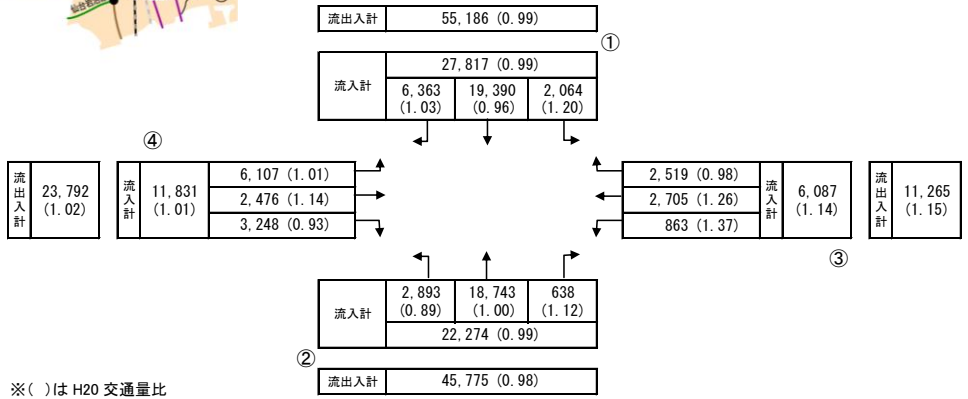 流出入計 55,186 (0.99)
①
流入計 27,817 (0.99)
6,363 (1.03) 19,390 (0.96) 2,064 (1.20)
④
流出入計 23,792 (1.02)
流入計 11,831 (1.01)
6,107 (1.01)
2,476 (1.14)
3,248 (0.93)
2,519 (0.98)
2,705 (1.26)
863 (1.37)
流入計 6,087 (1.14)
流出入計 11,265 (1.15)
③
流入計
2,893 (0.89) 18,743 (1.00) 638 (1.12)
22,274 (0.99)
②
流出入計 45,775 (0.98)
※( )は H20 交通量比